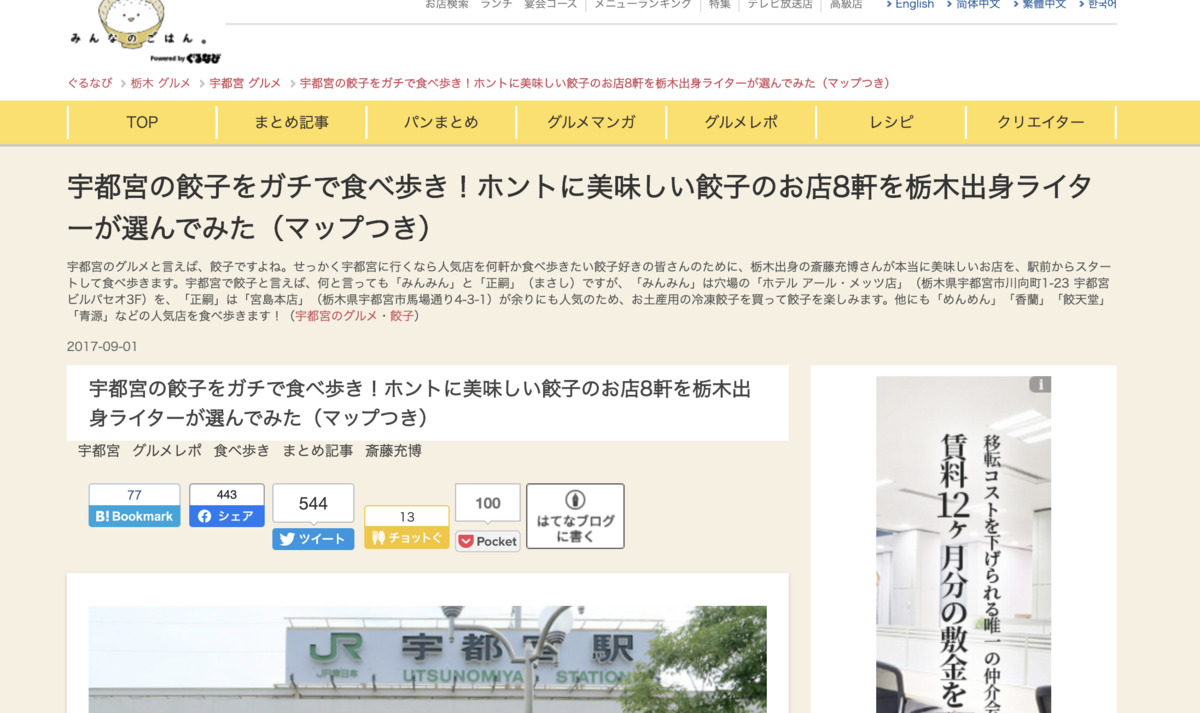 お店検索 ランチ 宴会コース メニューランキング 特集 テレビ放送店 高級店 English 简体中文 繁體中文 한국어
みんなのごはん。
Powered by ぐるなび
ぐるなび 栃木 グルメ 宇都宮 グルメ 宇都宮の餃子をガチで食べ歩き！ホントに美味しい餃子のお店8軒を栃木出身ライターが選んでみた（マップつき）
TOP まとめ記事 パンまとめ グルメマンガ グルメレポ レシピ クリエイター
宇都宮の餃子をガチで食べ歩き！ホントに美味しい餃子のお店8軒を栃木出身ライタ
ーが選んでみた（マップつき）
宇都宮のグルメと言えば、餃子ですよね。せっかく宇都宮に行くなら人気店を何軒か食べ歩きたい餃子好きの皆さんのために、栃木出身の斎藤充博さんが本当に美味しいお店を、駅前からスター
トして食べ歩きます。宇都宮で餃子と言えば、何と言っても「みんみん」と「正嗣」（まさし）ですが、「みんみん」は穴場の「ホテル アール・メッツ店」（栃木県宇都宮市川向町1-23 宇都宮
ビルパセオ3F）を、「正嗣」は「宮島本店」（栃木県宇都宮市馬場通り4-3-1）が余りにも人気のため、お土産用の冷凍餃子を買って餃子を楽しみます。他にも「めんめん」「香蘭」「餃天堂」
「青源」などの人気店を食べ歩きます！（宇都宮のグルメ・餃子）
2017-09-01
宇都宮の餃子をガチで食べ歩き！ホントに美味しい餃子のお店8軒を栃木出
身ライターが選んでみた（マップつき）
宇都宮 グルメレポ 食べ歩き まとめ記事 斎藤充博
77 443 544 13 100
B! Bookmark シェア ツイート チョットぐ Pocket
はてなブログ
に書く
JR 宇都宮駅
JR東日本 UTSUNOMIYA STATION
移転コストを下げられる唯一の仲介
賃料12ヶ月分の敷金を